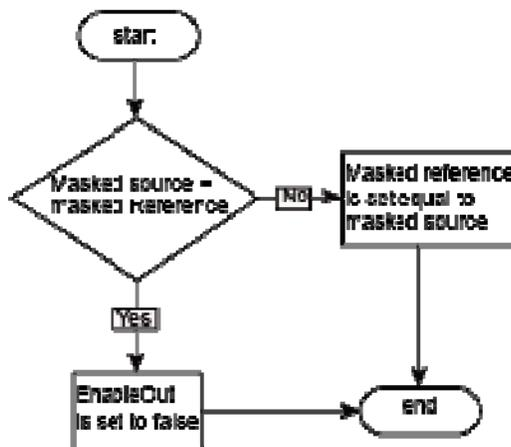 start
Masked source =
masked Reference
No
Masked reference
is set equal to
masked source
Yes
EnableOut
is set to false
end